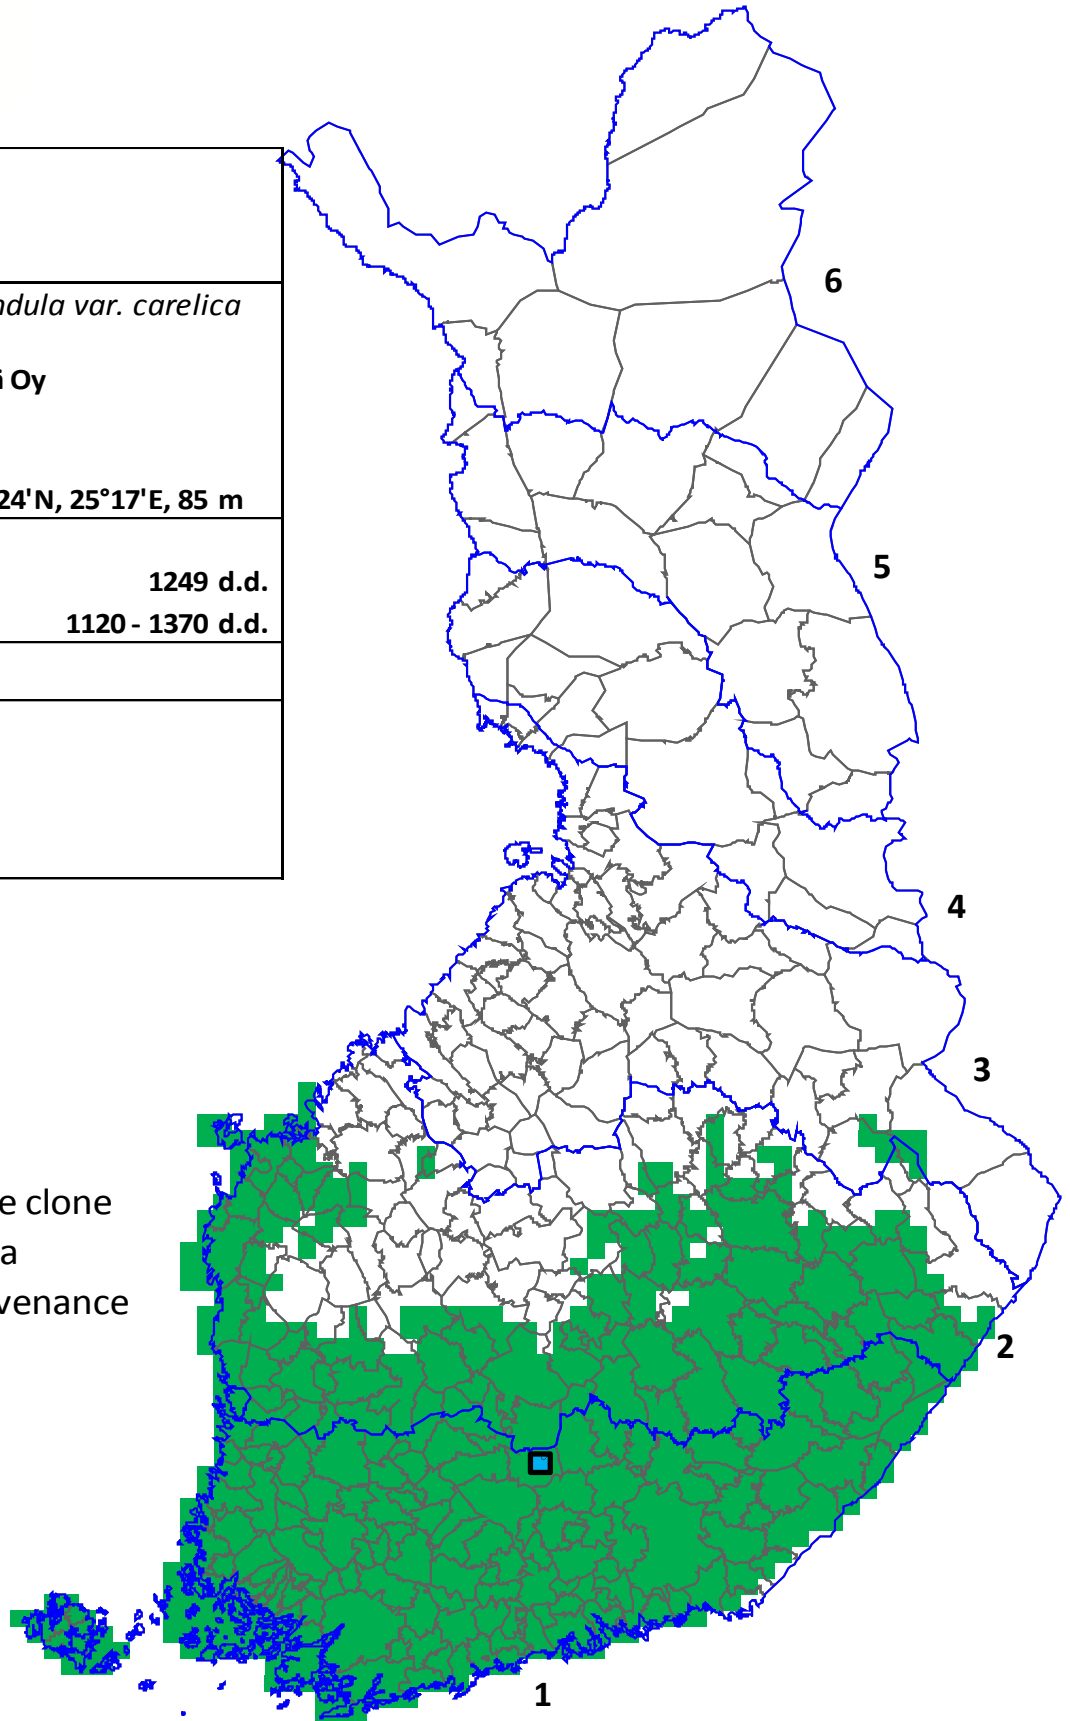 ndula var. carelica
Oy
24'N, 25°17'E, 85 m
1249 d.d.
1120 - 1370 d.d.
6
5
4
3
e clone
a
venance
2
1